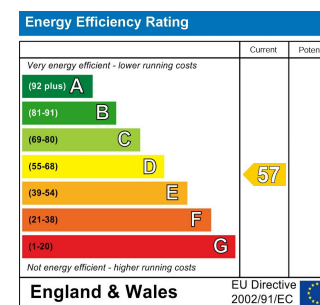 Energy Efficiency Rating
Current Poten
Very energy efficient - lower running costs
(92 plus) A
(81-91) B
(69-80) C
(55-68) D
57
(39-54) E
(21-38) F
(1-20) G
Not energy efficient - higher running costs
England & Wales
EU Directive
2002/91/EC